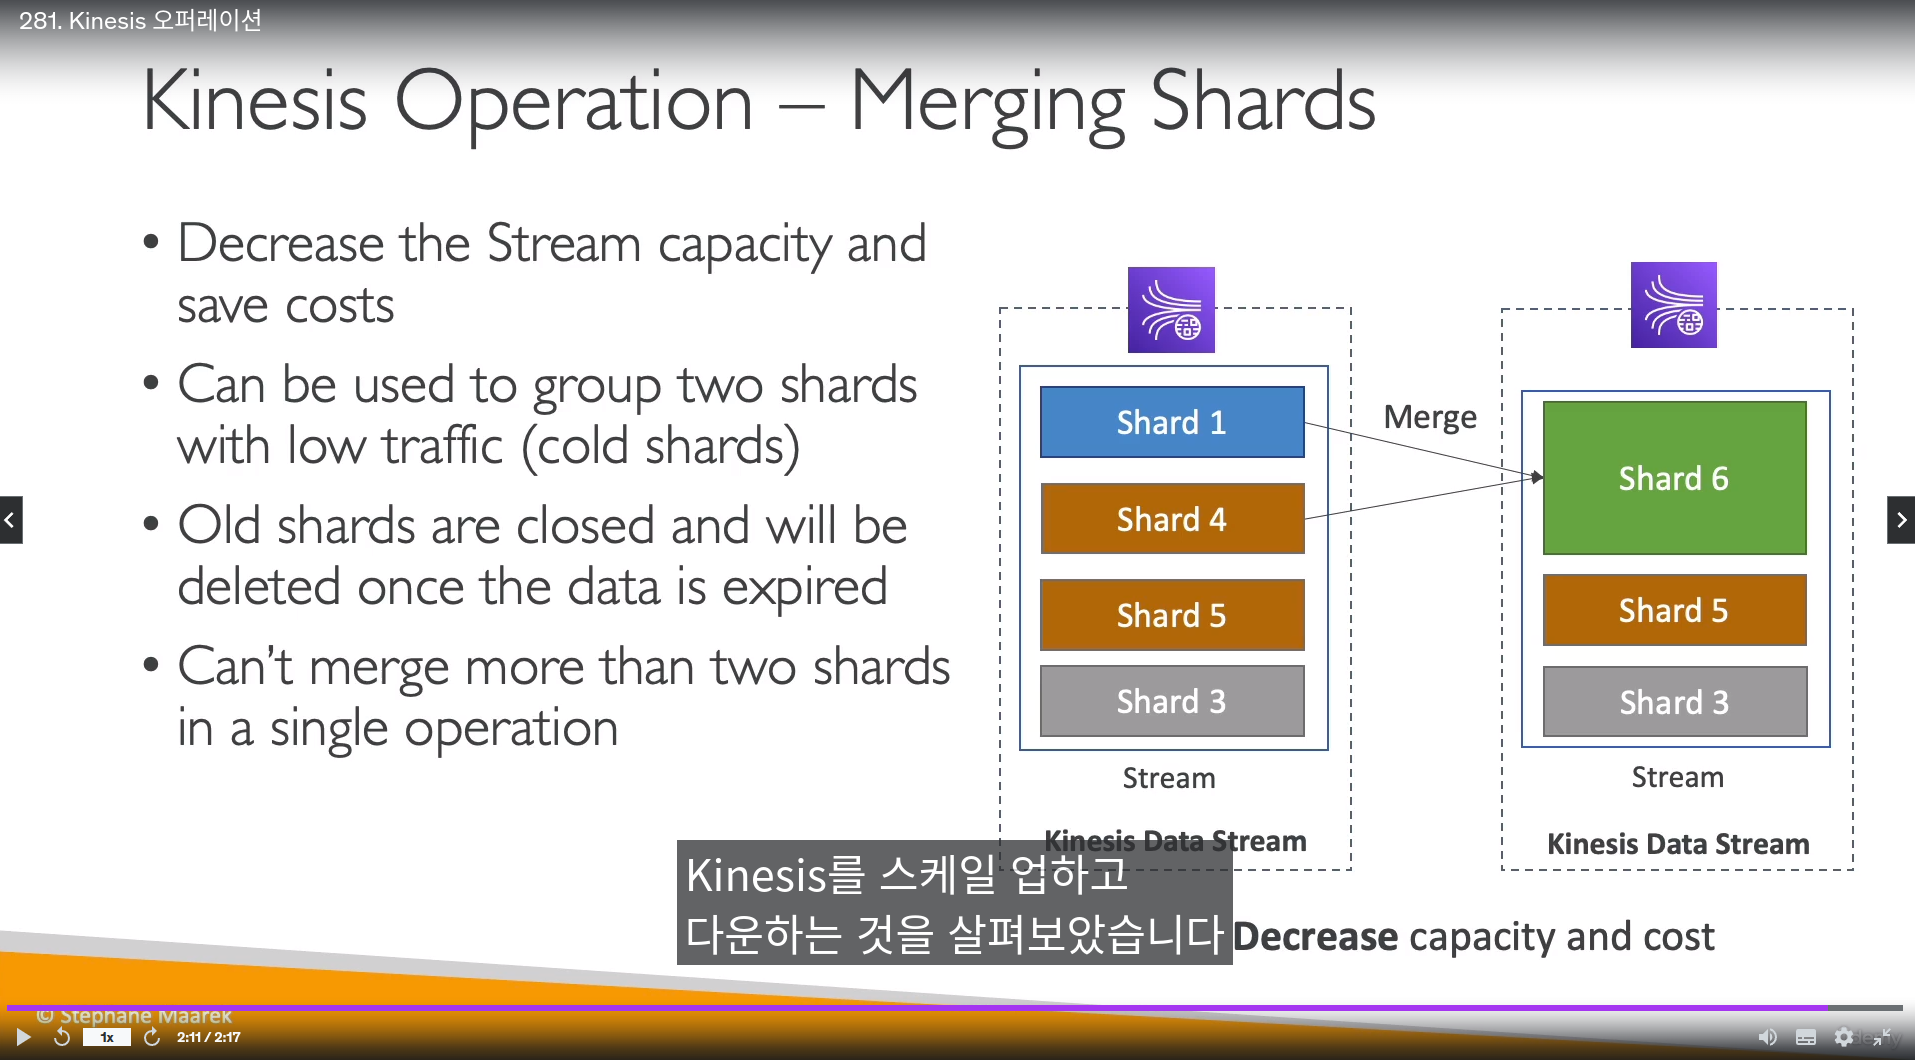 281. Kinesis 오퍼레이션
Kinesis Operation – Merging Shards
• Decrease the Stream capacity and
save costs
• Can be used to group two shards
with low traffic (cold shards)
• Old shards are closed and will be
deleted once the data is expired
• Can’t merge more than two shards
in a single operation
Shard 1
Shard 4
Shard 5
Shard 3
Stream
Kinesis Data Stream
Merge
Shard 6
Shard 5
Shard 3
Stream
Kinesis Data Stream
Kinesis를 스케일 업하고
다운하는 것을 살펴보았습니다
Decrease capacity and cost
© Stephane Maarek
1x
2:11 / 2:17